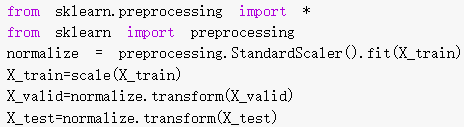 from sklearn.preprocessing import *
from sklearn import preprocessing
normalize = preprocessing.StandardScaler().fit(X_train)
X_train=scale(X_train)
X_valid=normalize.transform(X_valid)
X_test=normalize.transform(X_test)